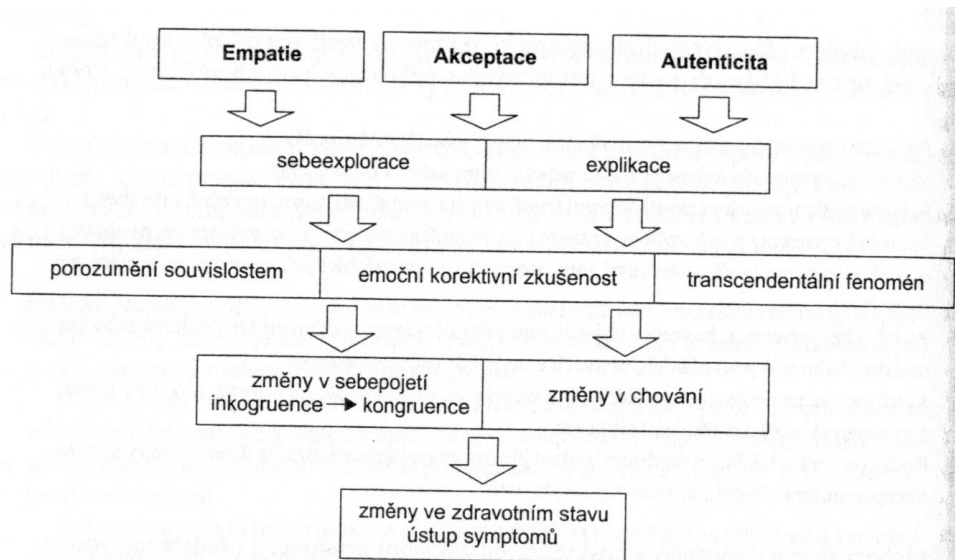 Empatie Akceptace Autenticita
sebeexplorace explikace
porozumění souvislostem emoční korektivní zkušenost transcendentální fenomén
změny v sebepojetí
inkogruence → kongruence změny v chování
změny ve zdravotním stavu
ústup symptomů